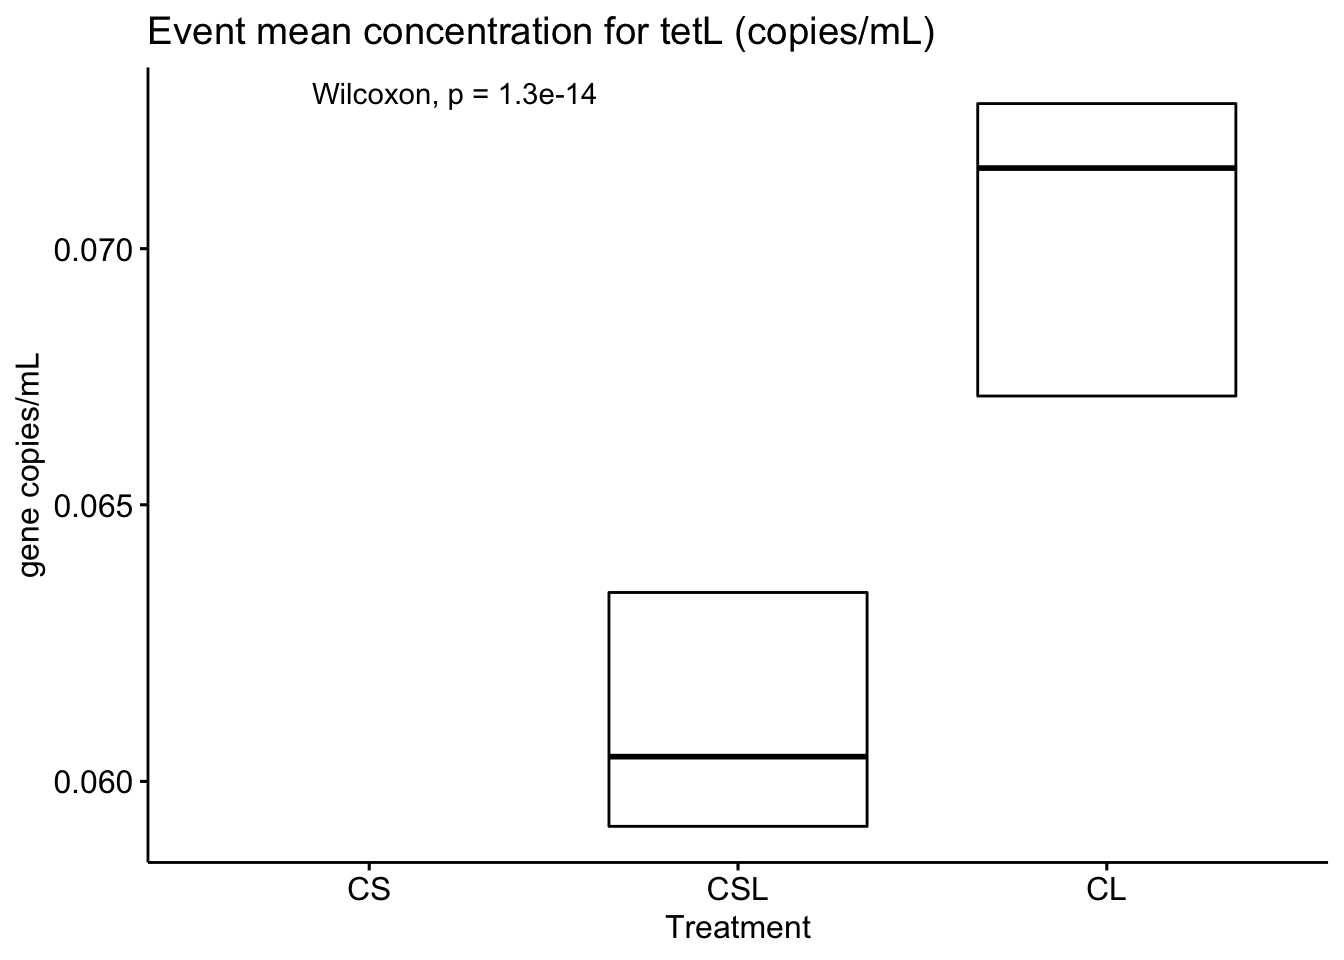 Event mean concentration for tetL (copies/mL)
Wilcoxon, p = 1.3e-14
gene copies/mL
0.070
0.065
0.060
CS
CSL
CL
Treatment